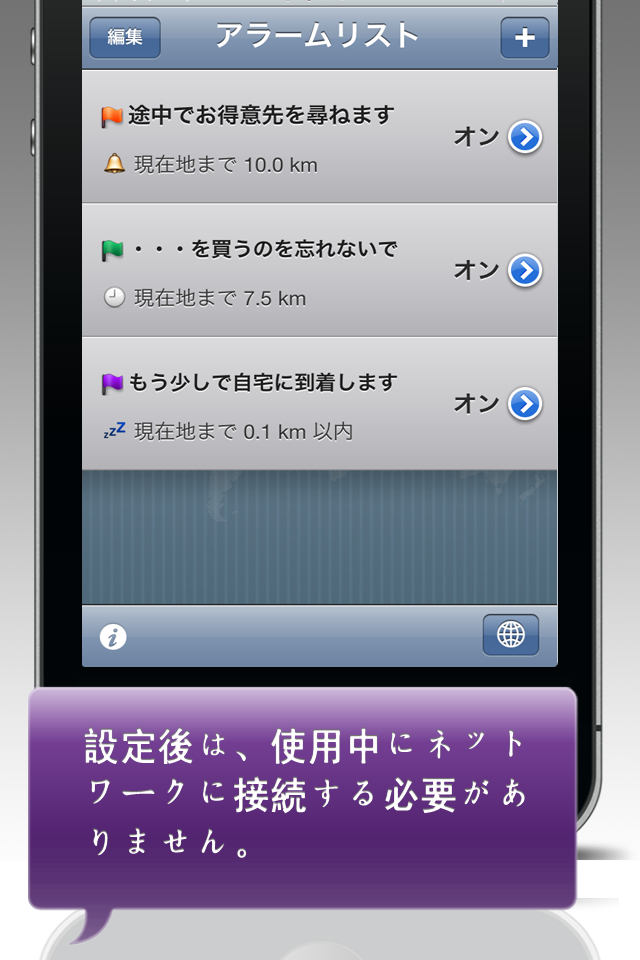 編集
アラームリスト
+
途中でお得意先を尋ねます
オン
現在地まで 10.0 km
・・・を買うのを忘れないで
オン
現在地まで 7.5 km
もう少しで自宅に到着します
オン
zzZ 現在地まで 0.1 km 以内
i
設定後は、使用中にネット
ワークに接続する必要があ
りません。